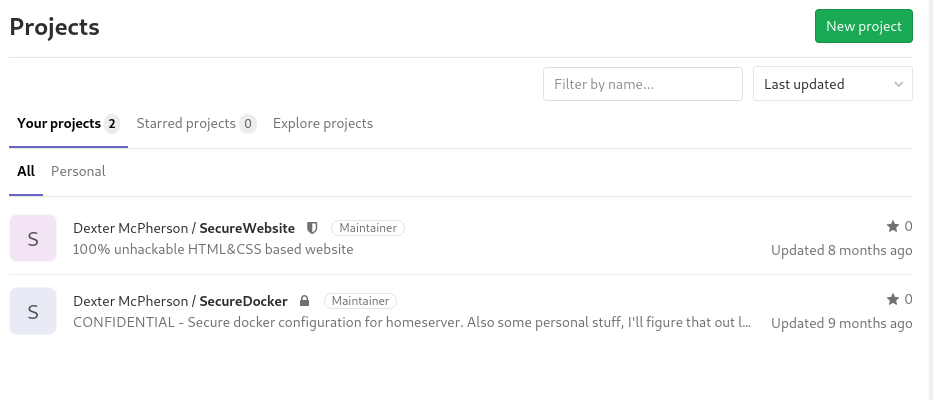 Projects
New project
Filter by name...
Last updated
Your projects 2 Starred projects 0 Explore projects
All Personal
S
Dexter McPherson / SecureWebsite Maintainer
0
100% unhackable HTML&CSS based website
Updated 8 months ago
S
Dexter McPherson / SecureDocker Maintainer
0
CONFIDENTIAL - Secure docker configuration for homeserver. Also some personal stuff, I'll figure that out l...
Updated 9 months ago